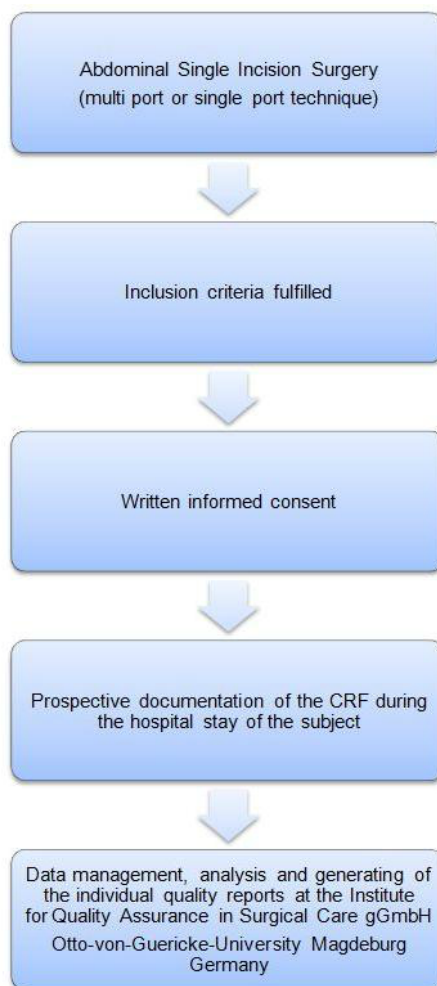 Abdominal Single Incision Surgery
(multi port or single port technique)
Inclusion criteria fulfilled
Written informed consent
Prospective documentation of the CRF during
the hospital stay of the subject
Data management, analysis and generating of
the individual quality reports at the Institute
for Quality Assurance in Surgical Care gGmbH
Otto-von-Guericke-University Magdeburg
Germany